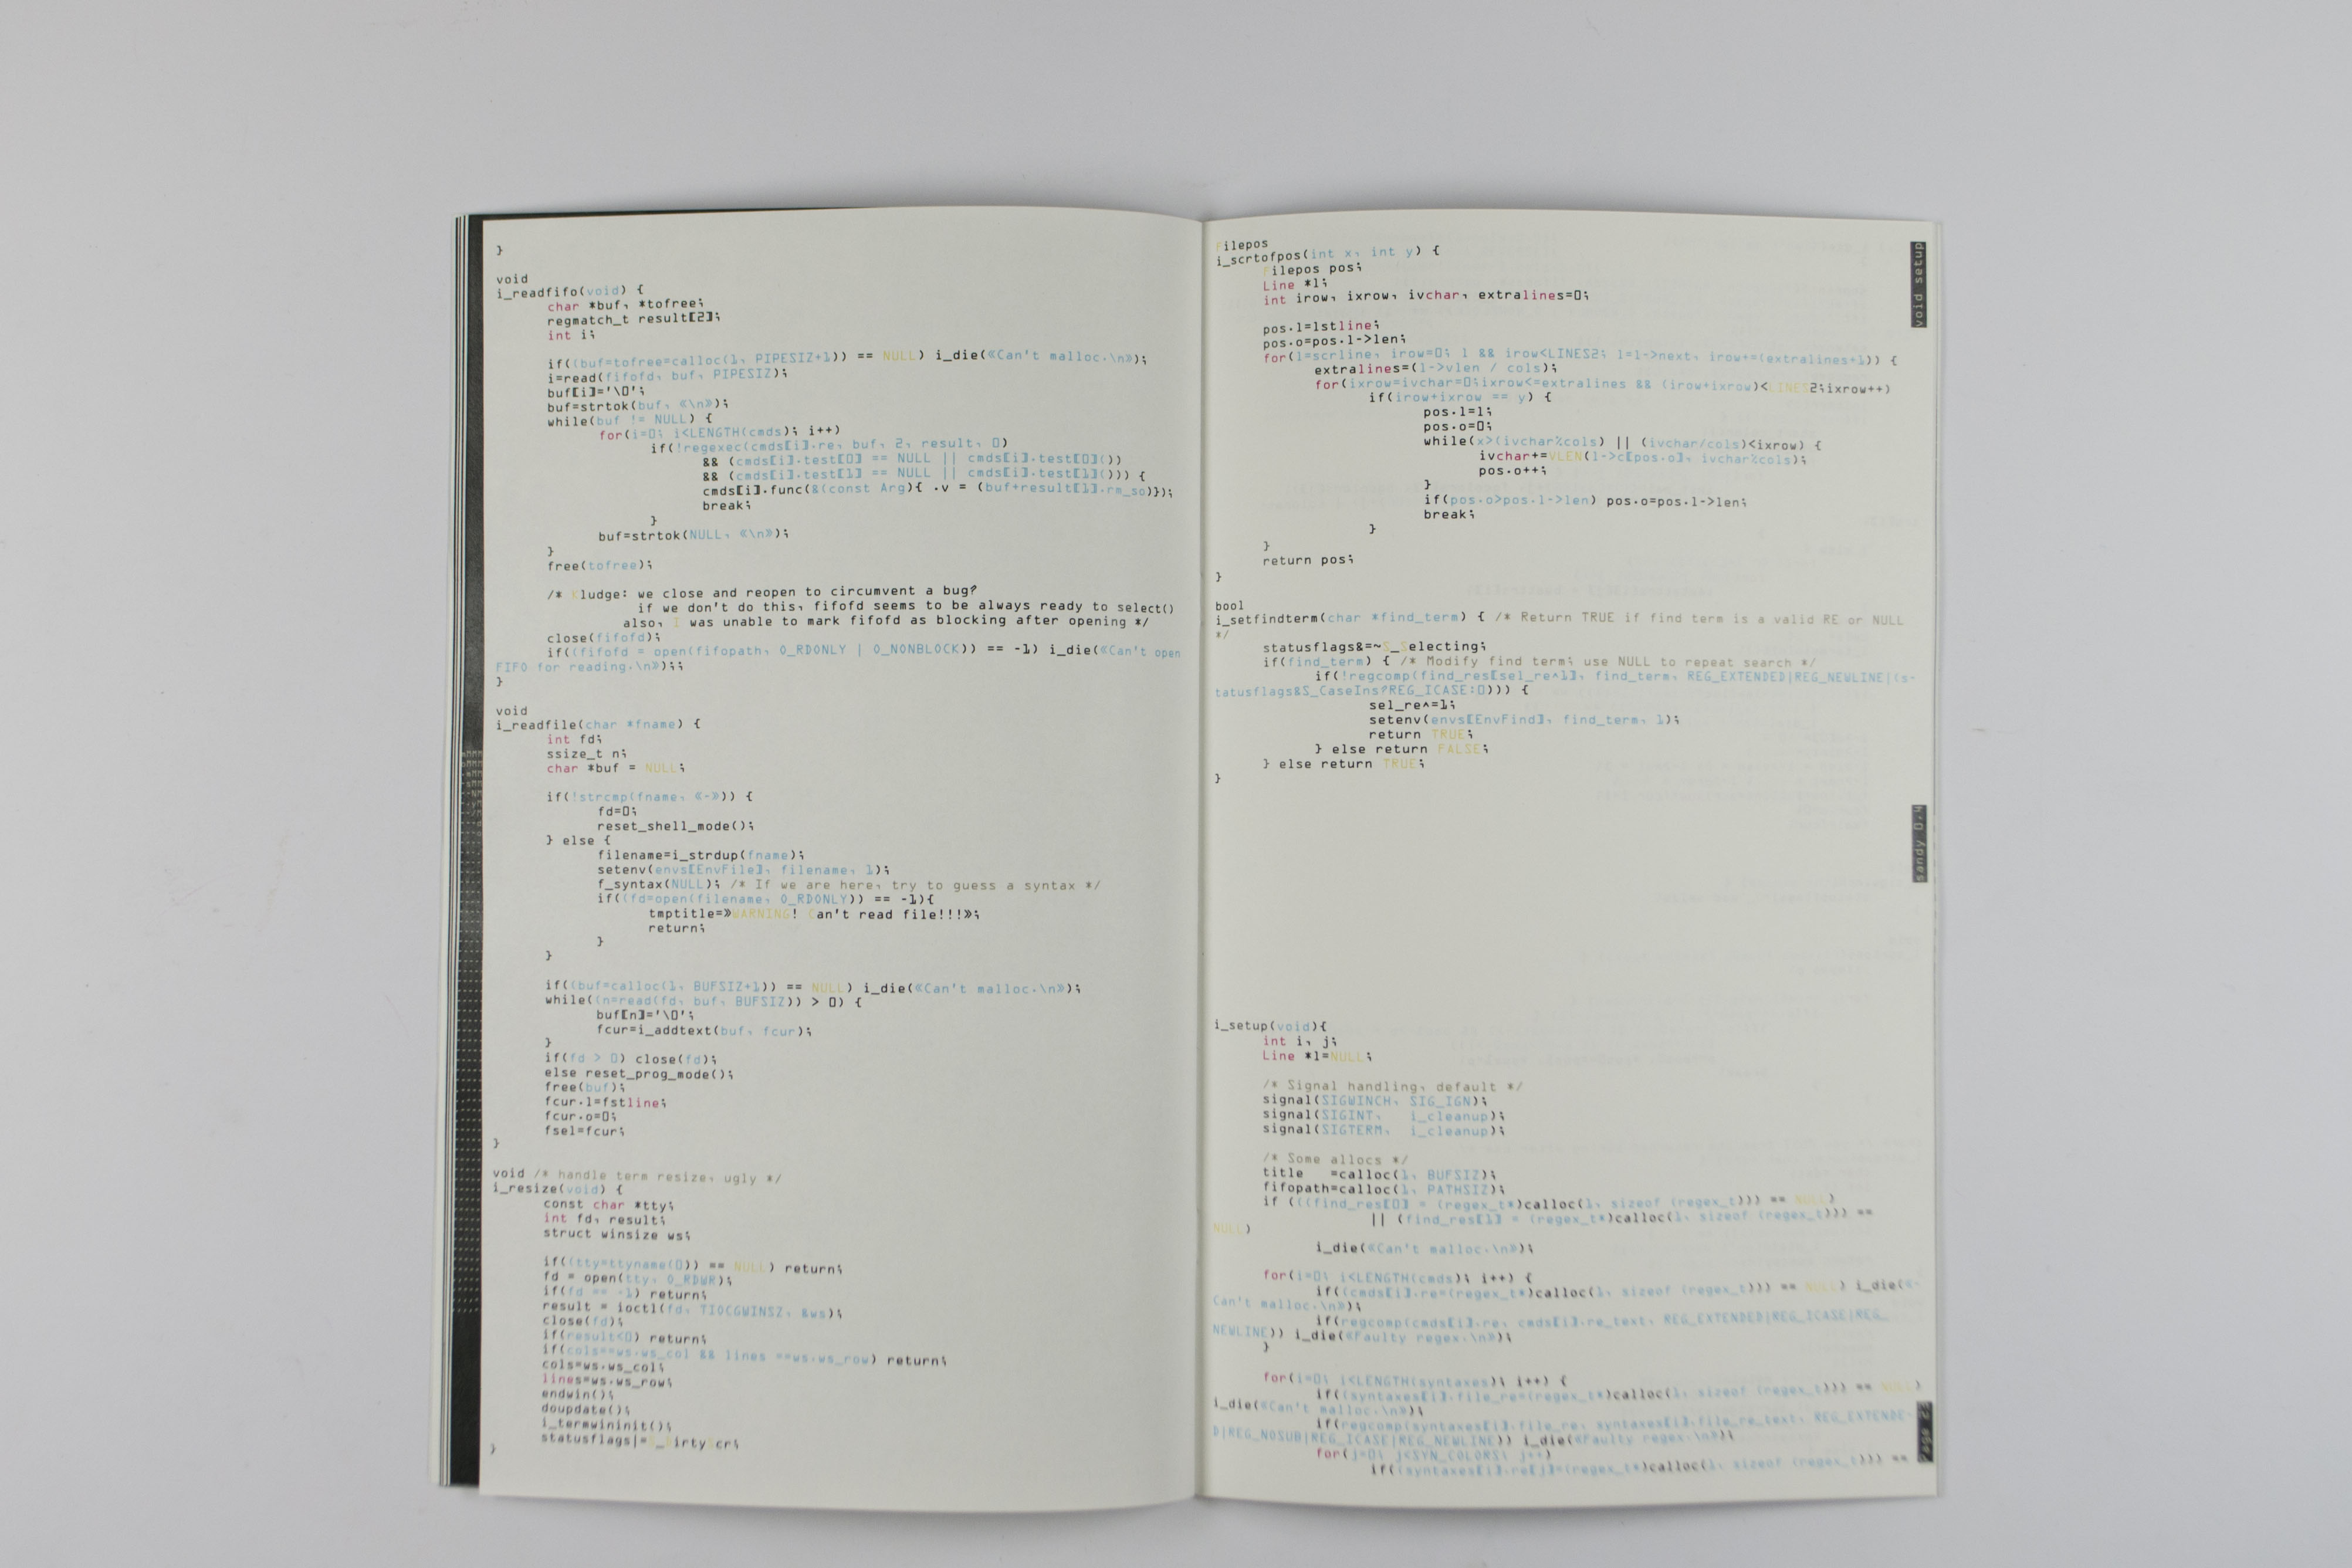 }
void
i_readfifo(void) {
char *buf, *tofree;
regmatch_t result[2];
int i;
if((buf=tofree=calloc(1, PIPESIZ+1)) == NULL) i_die(«Can't malloc.\n»);
i=read(fifofd, buf, PIPESIZ);
buf[i]='\0';
buf=strtok(buf, «\n»);
while(buf != NULL) {
for(i=0; i<LENGTH(cmds); i++)
if(!regexec(cmds[i].re, buf, 2, result, 0)
&& (cmds[i].test[0] == NULL || cmds[i].test[0]())
&& (cmds[i].test[1] == NULL || cmds[i].test[1]())) {
cmds[i].func(&(const Arg){ .v = (buf+result[1].rm_so)});
break;
}
buf=strtok(NULL, «\n»);
}
free(tofree);
/* Kludge: we close and reopen to circumvent a bug?
if we don't do this, fifofd seems to be always ready to select()
also, I was unable to mark fifofd as blocking after opening */
close(fifofd);
if((fifofd = open(fifopath, O_RDONLY | O_NONBLOCK)) == -1) i_die(«Can't open
FIFO for reading.\n»);;
}
void
i_readfile(char *fname) {
int fd;
ssize_t n;
char *buf = NULL;
if(!strcmp(fname, «-»)) {
fd=0;
reset_shell_mode();
} else {
filename=i_strdup(fname);
setenv(envs[EnvFile], filename, 1);
f_syntax(NULL); /* If we are here, try to guess a syntax */
if((fd=open(filename, O_RDONLY)) == -1){
tmptitle=»WARNING! Can't read file!!!»;
return;
}
}
if((buf=calloc(1, BUFSIZ+1)) == NULL) i_die(«Can't malloc.\n»);
while((n=read(fd, buf, BUFSIZ)) > 0) {
buf[n]='\0';
fcur=i_addtext(buf, fcur);
}
if(fd > 0) close(fd);
else reset_prog_mode();
free(buf);
fcur.l=fstline;
fcur.o=0;
fsel=fcur;
}
void /* handle term resize, ugly */
i_resize(void) {
const char *tty;
int fd, result;
struct winsize ws;
if((tty=ttyname(0)) == NULL) return;
fd = open(tty, O_RDWR);
if(fd == -1) return;
result = ioctl(fd, TIOCGWINSZ, &ws);
close(fd);
if(result<0) return;
if(cols==ws.ws_col && lines ==ws.ws_row) return;
cols=ws.ws_col;
lines=ws.ws_row;
endwin();
doupdate();
i_termwininit();
statusflags|=S_DirtyScr;
}
Filepos
i_scrtofpos(int x, int y) {
Filepos pos;
Line *l;
int irow, ixrow, ivchar, extralines=0;
pos.l=lstline;
pos.o=pos.l->len;
for(l=scrline, irow=0; l && irow<LINES2; l=l->next, irow+=(extralines+1)) {
extralines=(l->vlen / cols);
for(ixrow=ivchar=0;ixrow<=extralines && (irow+ixrow)<LINES2;ixrow++)
if(irow+ixrow == y) {
pos.l=l;
pos.o=0;
while(x>(ivchar%cols) || (ivchar/cols)<ixrow) {
ivchar+=VLEN(l->c[pos.o], ivchar%cols);
pos.o++;
}
if(pos.o>pos.l->len) pos.o=pos.l->len;
break;
}
}
return pos;
}
bool
i_setfindterm(char *find_term) { /* Return TRUE if find term is a valid RE or NULL
*/
statusflags&=~S_Selecting;
if(find_term) { /* Modify find term; use NULL to repeat search */
if(!regcomp(find_res[sel_re^1], find_term, REG_EXTENDED|REG_NEWLINE|(s-
tatusflags&S_CaseIns?REG_ICASE:0))) {
sel_re^=1;
setenv(envs[EnvFind], find_term, 1);
return TRUE;
} else return FALSE;
} else return TRUE;
}
i_setup(void){
int i, j;
Line *l=NULL;
/* Signal handling, default */
signal(SIGWINCH, SIG_IGN);
signal(SIGINT, i_cleanup);
signal(SIGTERM, i_cleanup);
/* Some allocs */
title =calloc(1, BUFSIZ);
fifopath=calloc(1, PATHSIZ);
if (((find_res[0] = (regex_t*)calloc(1, sizeof (regex_t))) == NULL)
|| (find_res[1] = (regex_t*)calloc(1, sizeof (regex_t))) ==
NULL)
i_die(«Can't malloc.\n»);
for(i=0; i<LENGTH(cmds); i++) {
if((cmds[i].re=(regex_t*)calloc(1, sizeof (regex_t))) == NULL) i_die(«-
Can't malloc.\n»);
if(regcomp(cmds[i].re, cmds[i].re_text, REG_EXTENDED|REG_ICASE|REG_
NEWLINE)) i_die(«Faulty regex.\n»);
}
for(i=0; i<LENGTH(syntaxes); i++) {
if((syntaxes[i].file_re=(regex_t*)calloc(1, sizeof (regex_t))) == NULL)
i_die(«Can't malloc.\n»);
if(regcomp(syntaxes[i].file_re, syntaxes[i].file_re_text, REG_EXTENDE-
D|REG_NOSUB|REG_ICASE|REG_NEWLINE)) i_die(«Faulty regex.\n»);
for(j=0; j<SYN_COLORS; j++)
if((syntaxes[i].re[j]=(regex_t*)calloc(1, sizeof (regex_t))) ==
void setup
sandy 0.4